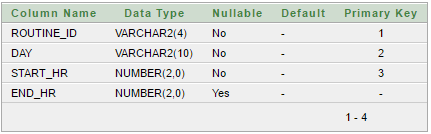 Column Name Data Type Nullable Default Primary Key
ROUTINE_ID VARCHAR2(4) No - 1
DAY VARCHAR2(10) No - 2
START_HR NUMBER(2,0) No - 3
END_HR NUMBER(2,0) Yes - -
1 - 4